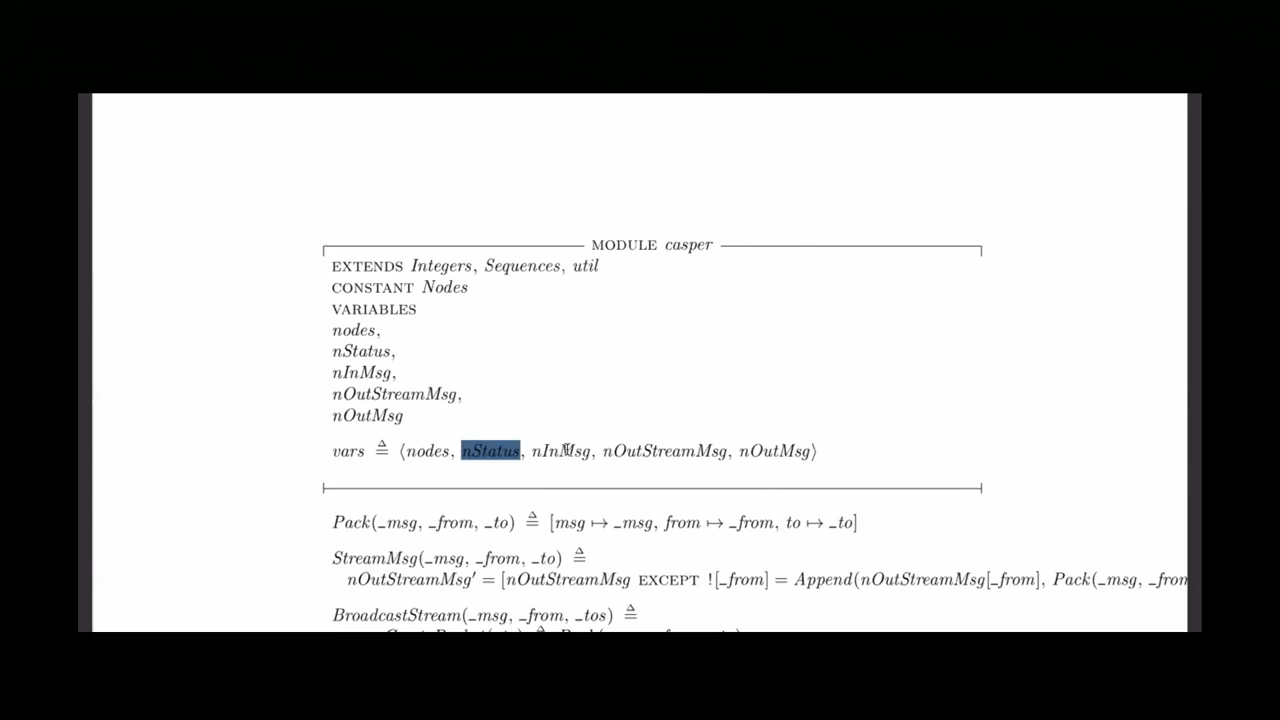 MODULE casper
EXTENDS Integers, Sequences, util
CONSTANT Nodes
VARIABLES
nodes,
nStatus,
nInMsg,
nOutStreamMsg,
nOutMsg
vars ≜ ⟨nodes, nStatus, nInMsg, nOutStreamMsg, nOutMsg⟩
Pack(_msg, _from, _to) ≜ [msg ↦ _msg, from ↦ _from, to ↦ _to]
StreamMsg(_msg, _from, _to) ≜
nOutStreamMsg′ = [nOutStreamMsg EXCEPT ![_from] = Append(nOutStreamMsg[_from], Pack(_msg, _from
BroadcastStream(_msg, _from, _tos) ≜